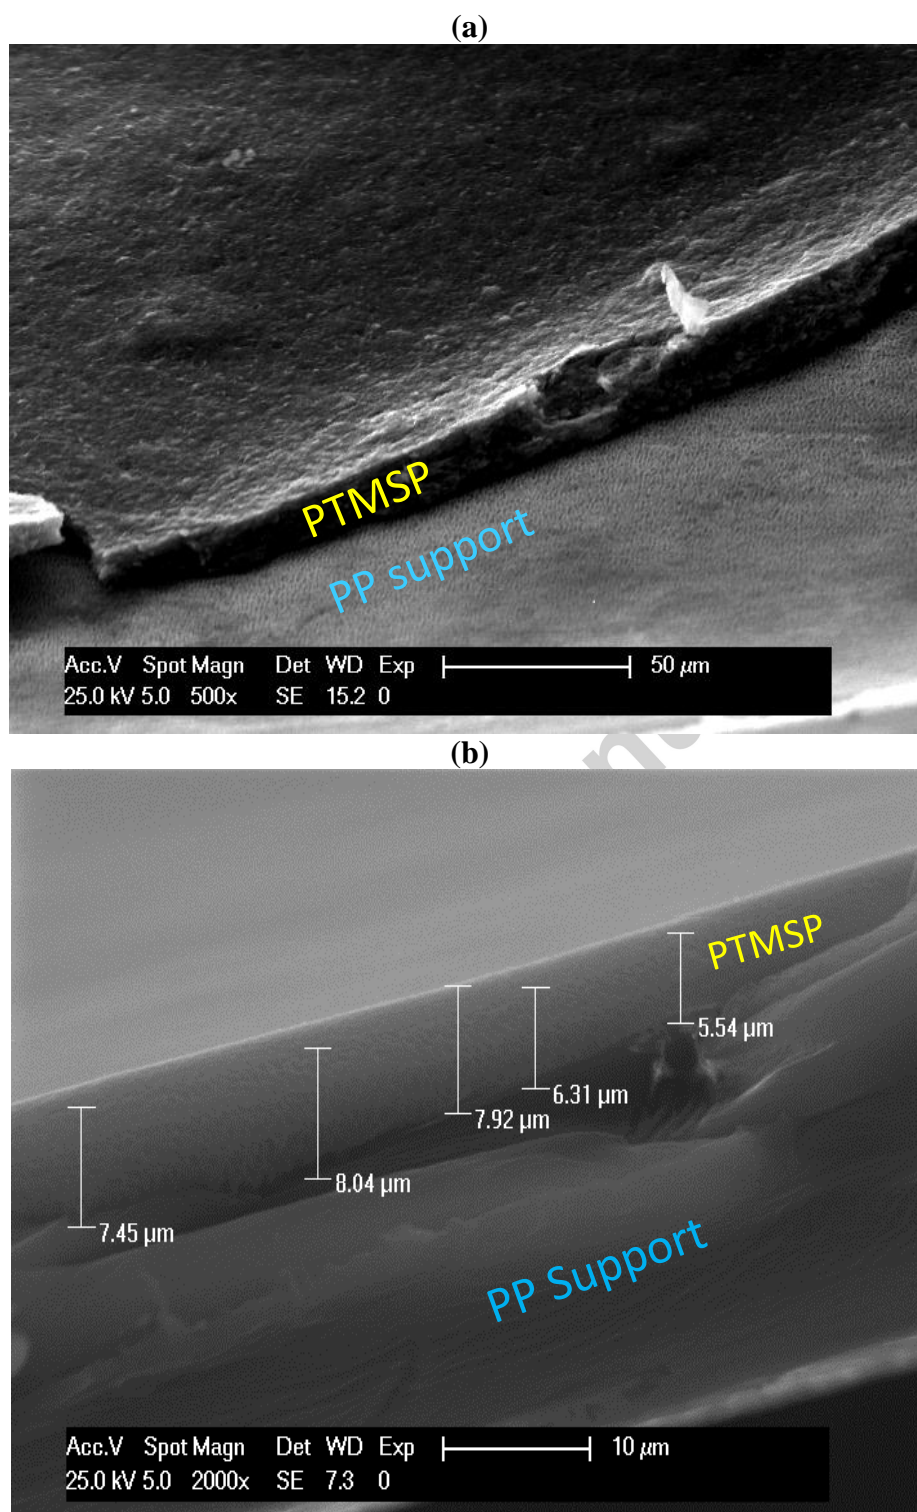 (a)
PTMSP
PP support
Acc.V Spot Magn Det WD Exp 50 µm
25.0 kV 5.0 500x SE 15.2 0
(b)
PTMSP
5.54 µm
6.31 µm
7.92 µm
8.04 µm
7.45 µm
PP Support
Acc.V Spot Magn Det WD Exp 10 µm
25.0 kV 5.0 2000x SE 7.3 0